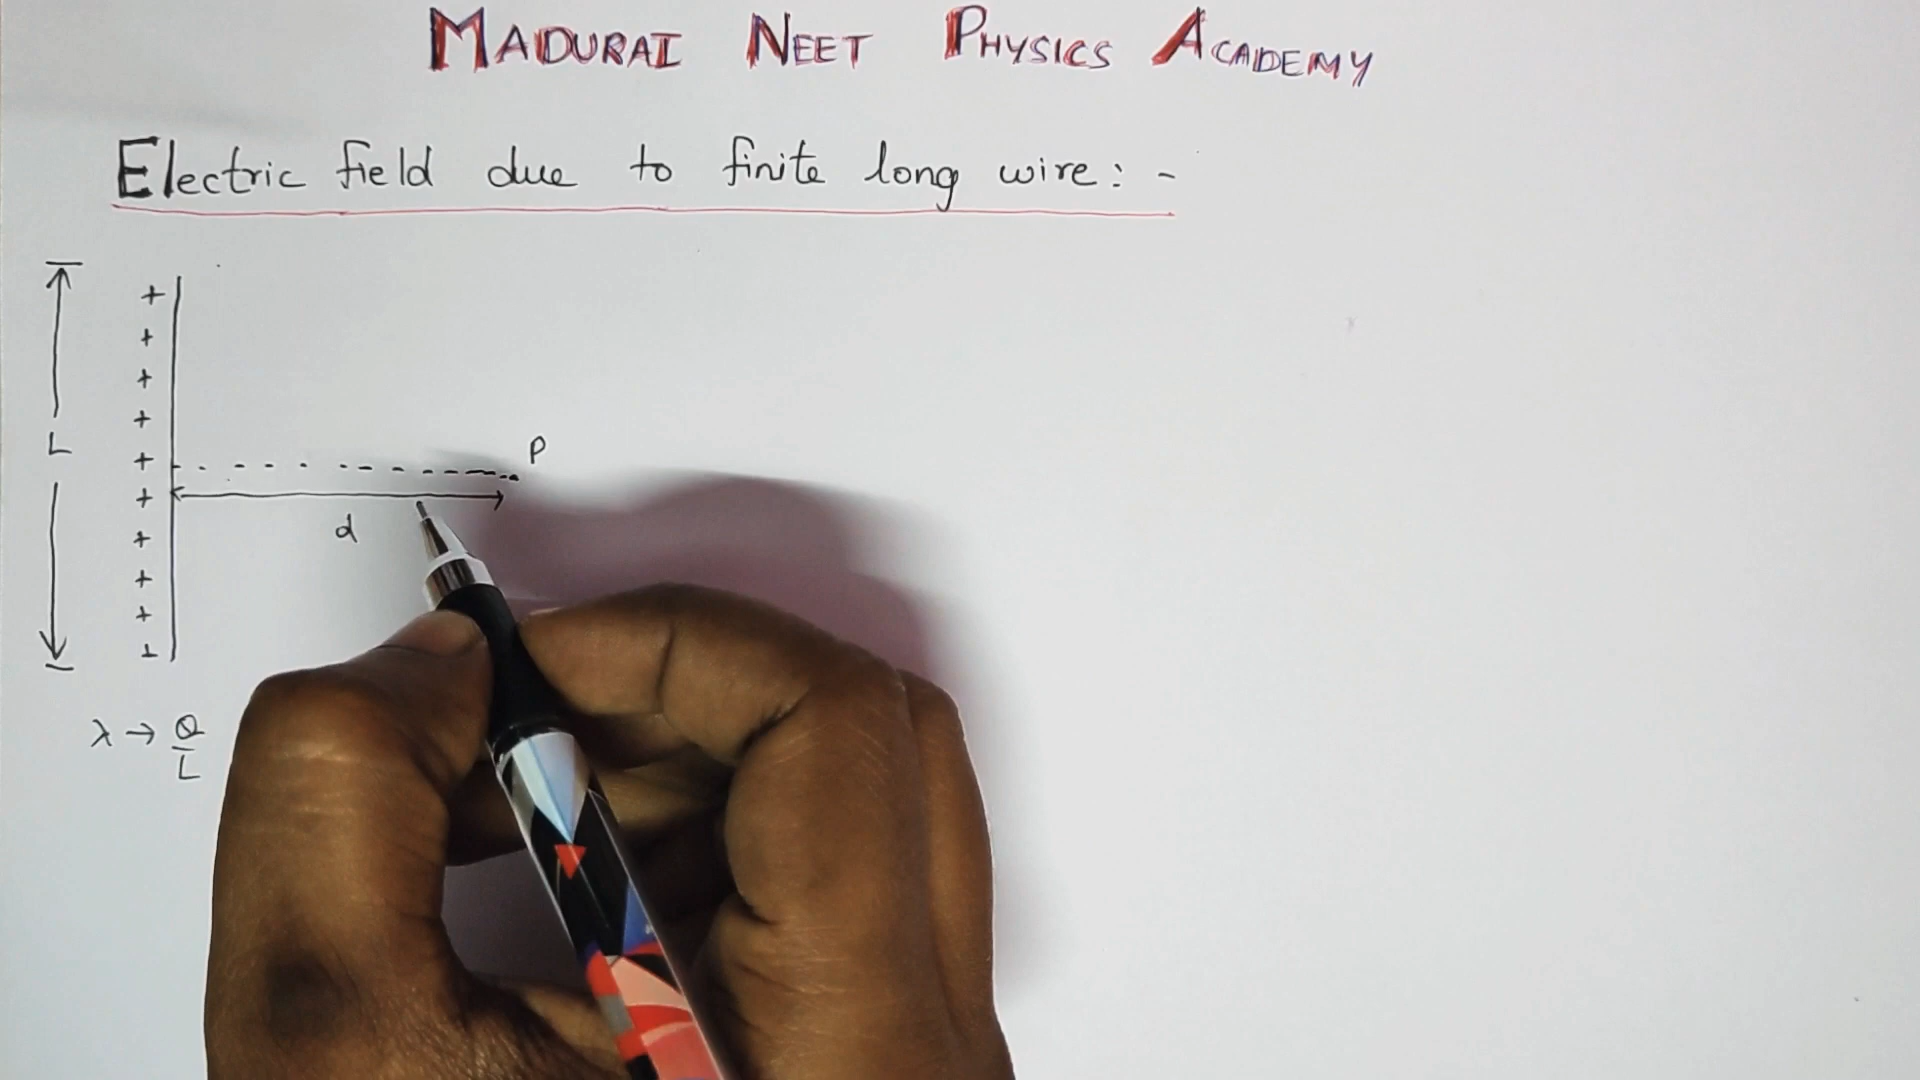 MADURAI NEET PHYSICS ACADEMY
Electric field due to finite long wire: -
+
+
+
+
L
+
P
+
d
+
+
+
+
λ → Q/L